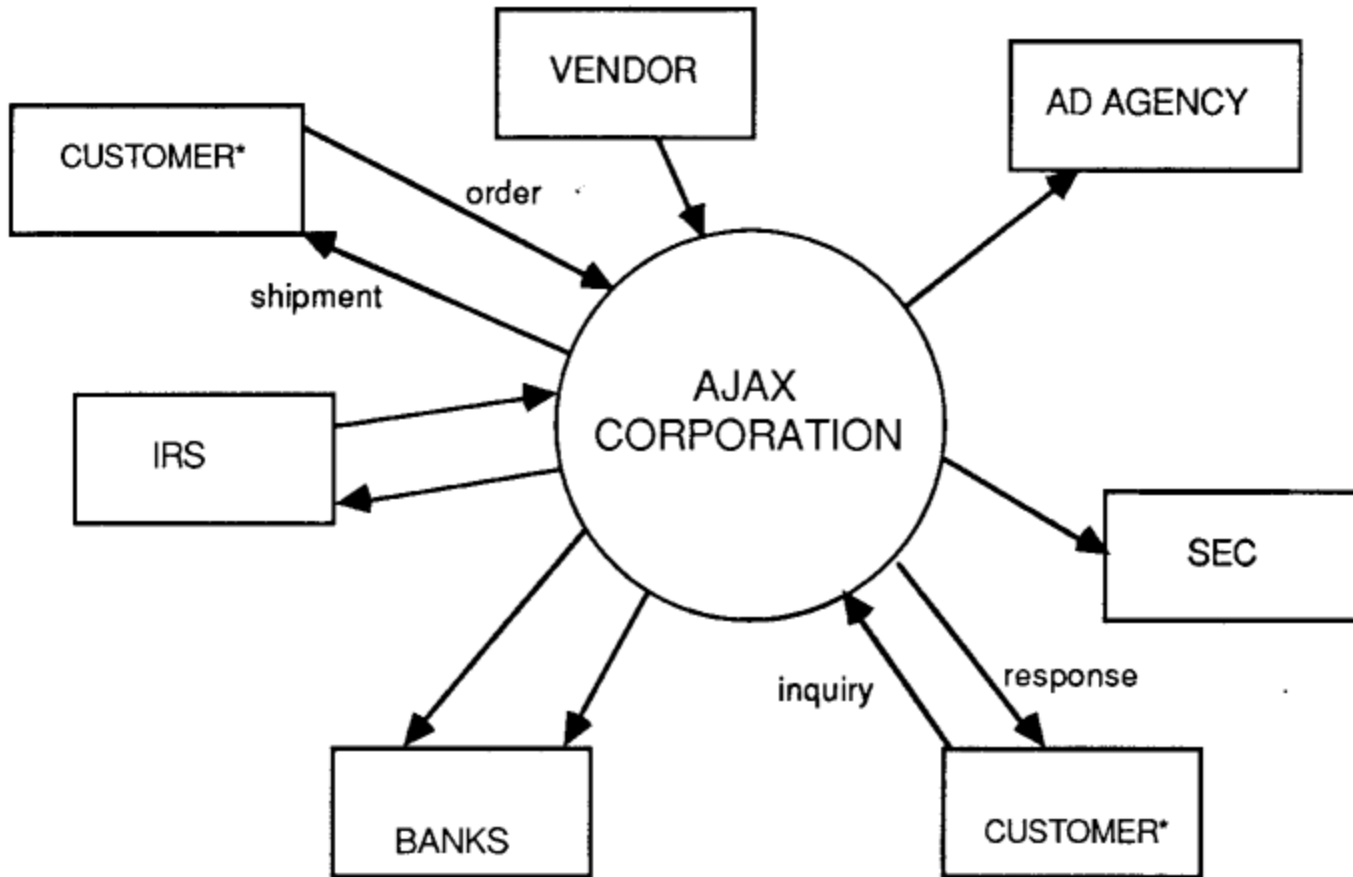 VENDOR
AD AGENCY
CUSTOMER*
order
shipment
AJAX
CORPORATION
IRS
SEC
inquiry
response
BANKS
CUSTOMER*